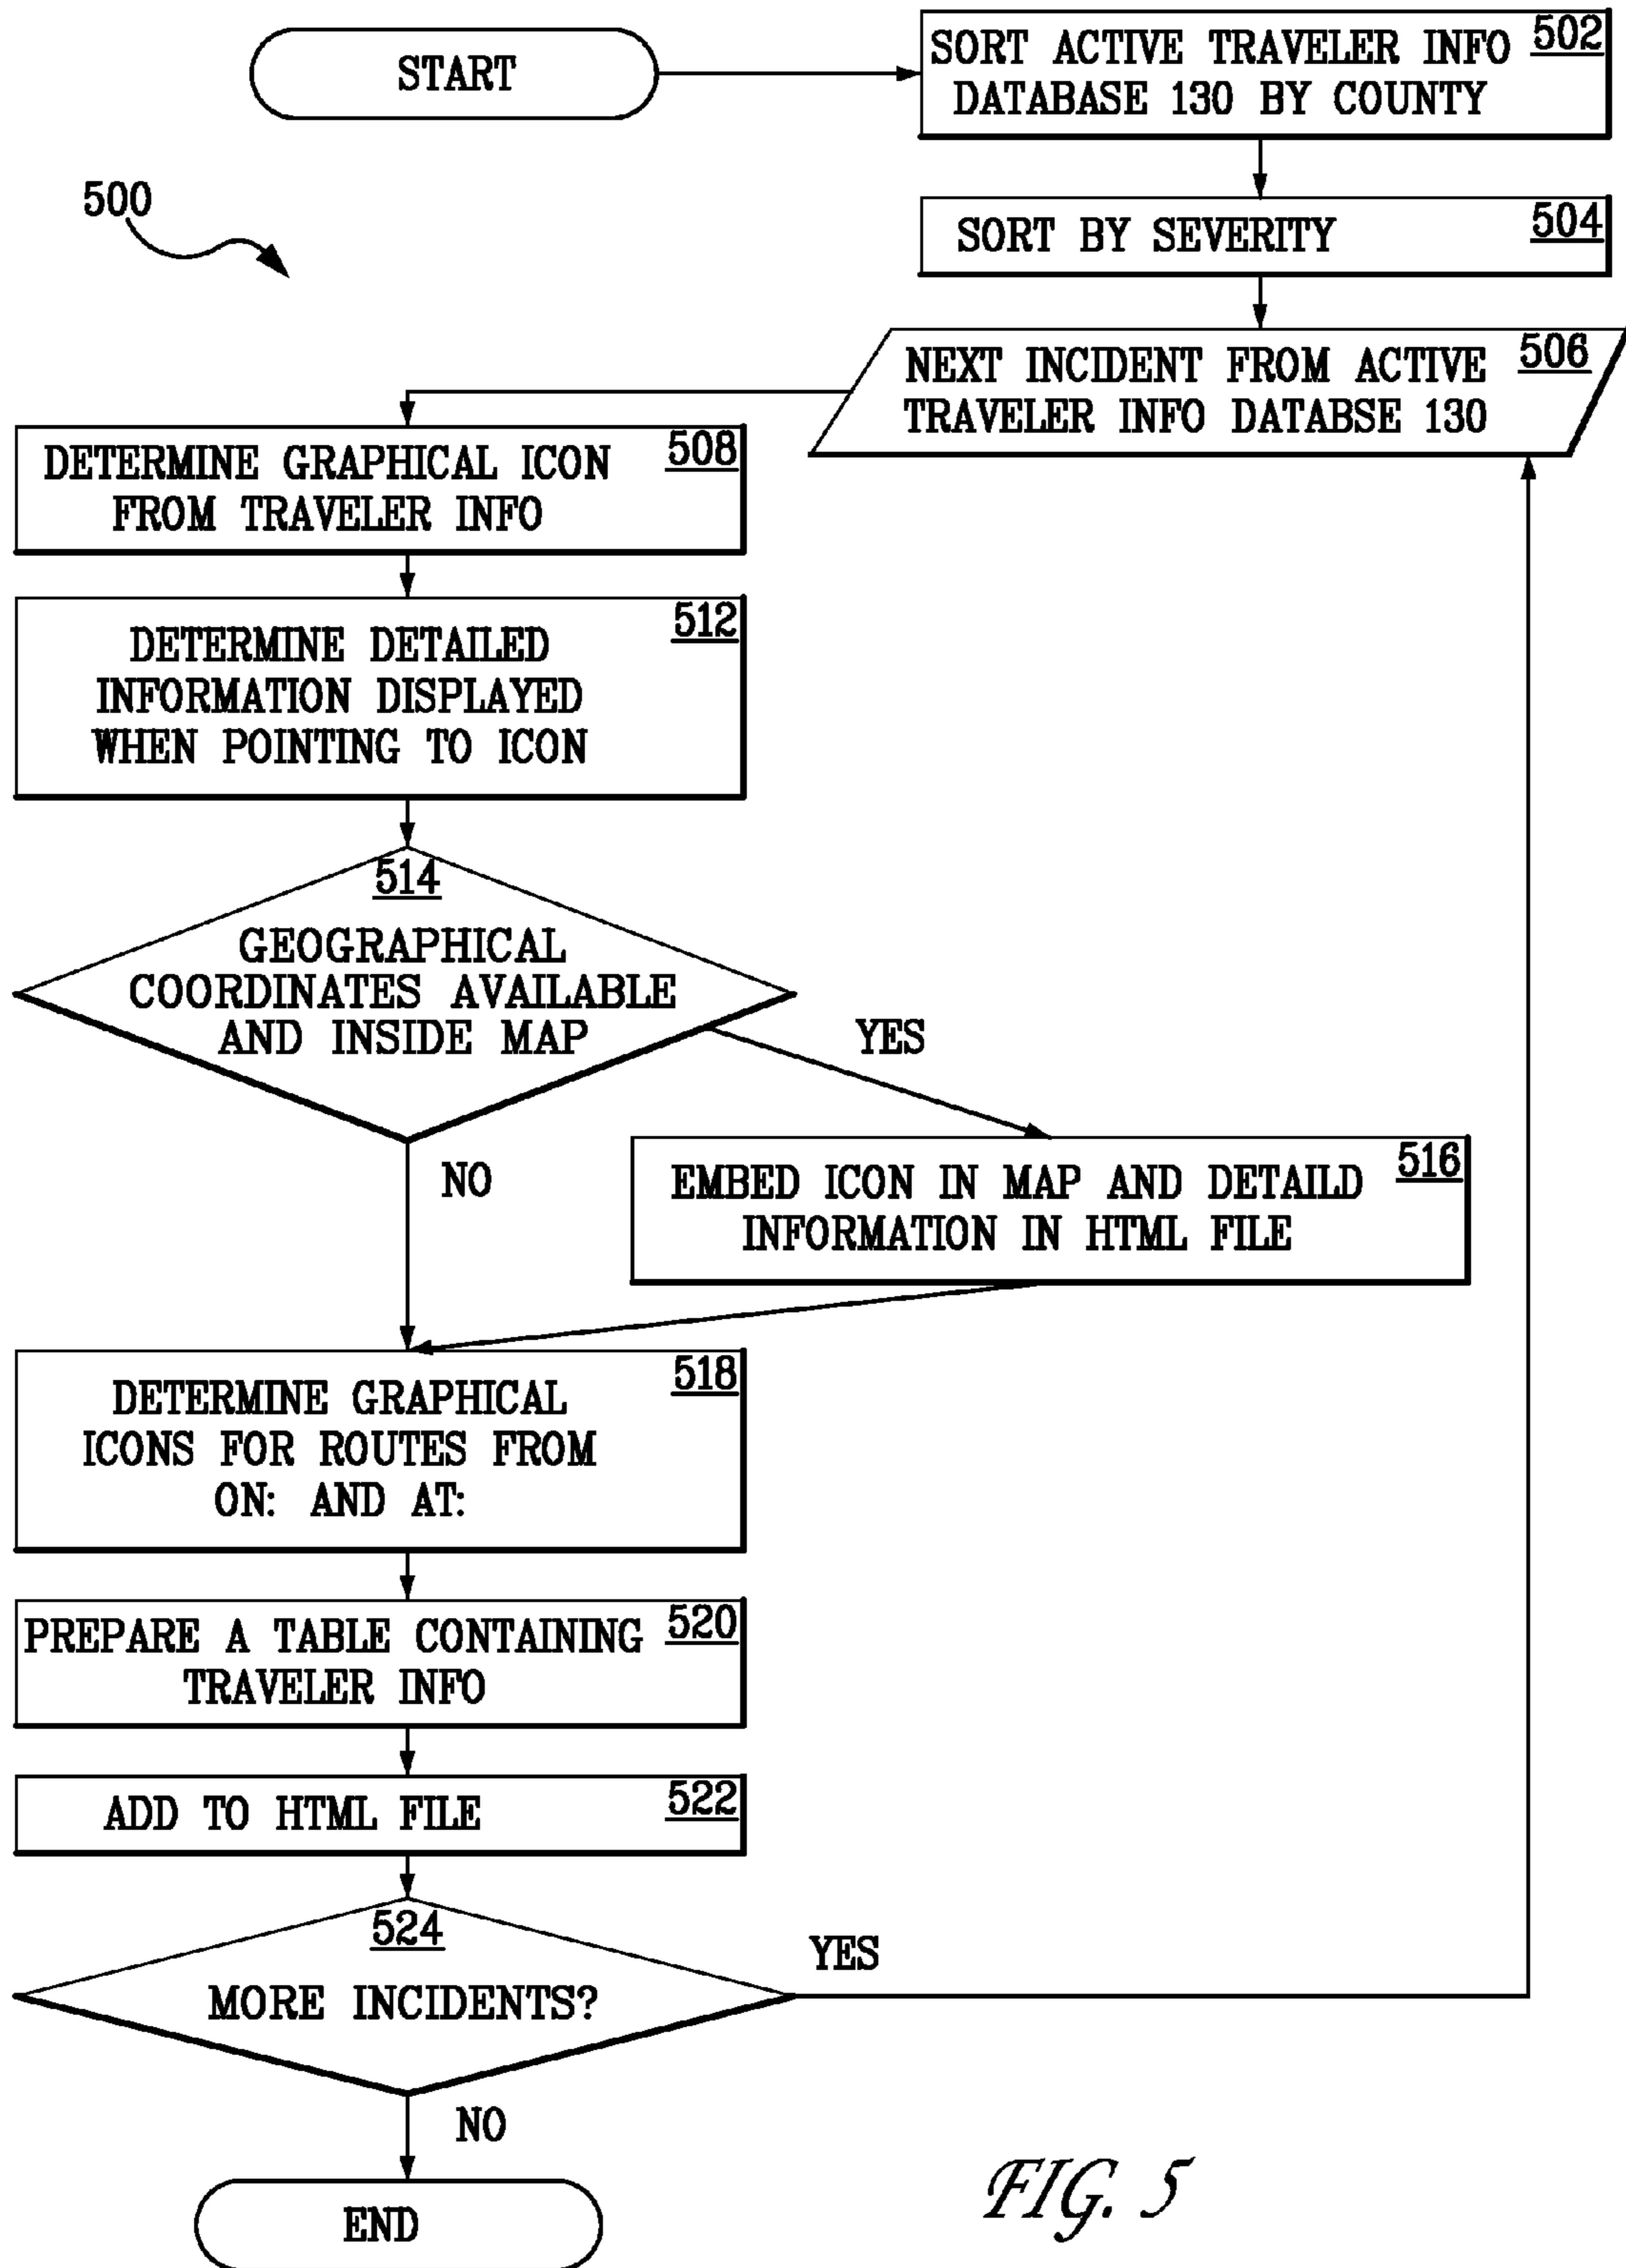 START
SORT ACTIVE TRAVELER INFO 502
DATABASE 130 BY COUNTY
500
SORT BY SEVERITY 504
NEXT INCIDENT FROM ACTIVE 506
TRAVELER INFO DATABSE 130
DETERMINE GRAPHICAL ICON 508
FROM TRAVELER INFO
512
DETERMINE DETAILED
INFORMATION DISPLAYED
WHEN POINTING TO ICON
514
GEOGRAPHICAL
COORDINATES AVAILABLE
AND INSIDE MAP
YES
NO
EMBED ICON IN MAP AND DETAILD 516
INFORMATION IN HTML FILE
518
DETERMINE GRAPHICAL
ICONS FOR ROUTES FROM
ON: AND AT:
PREPARE A TABLE CONTAINING 520
TRAVELER INFO
ADD TO HTML FILE 522
524
MORE INCIDENTS?
YES
NO
END
FIG. 5